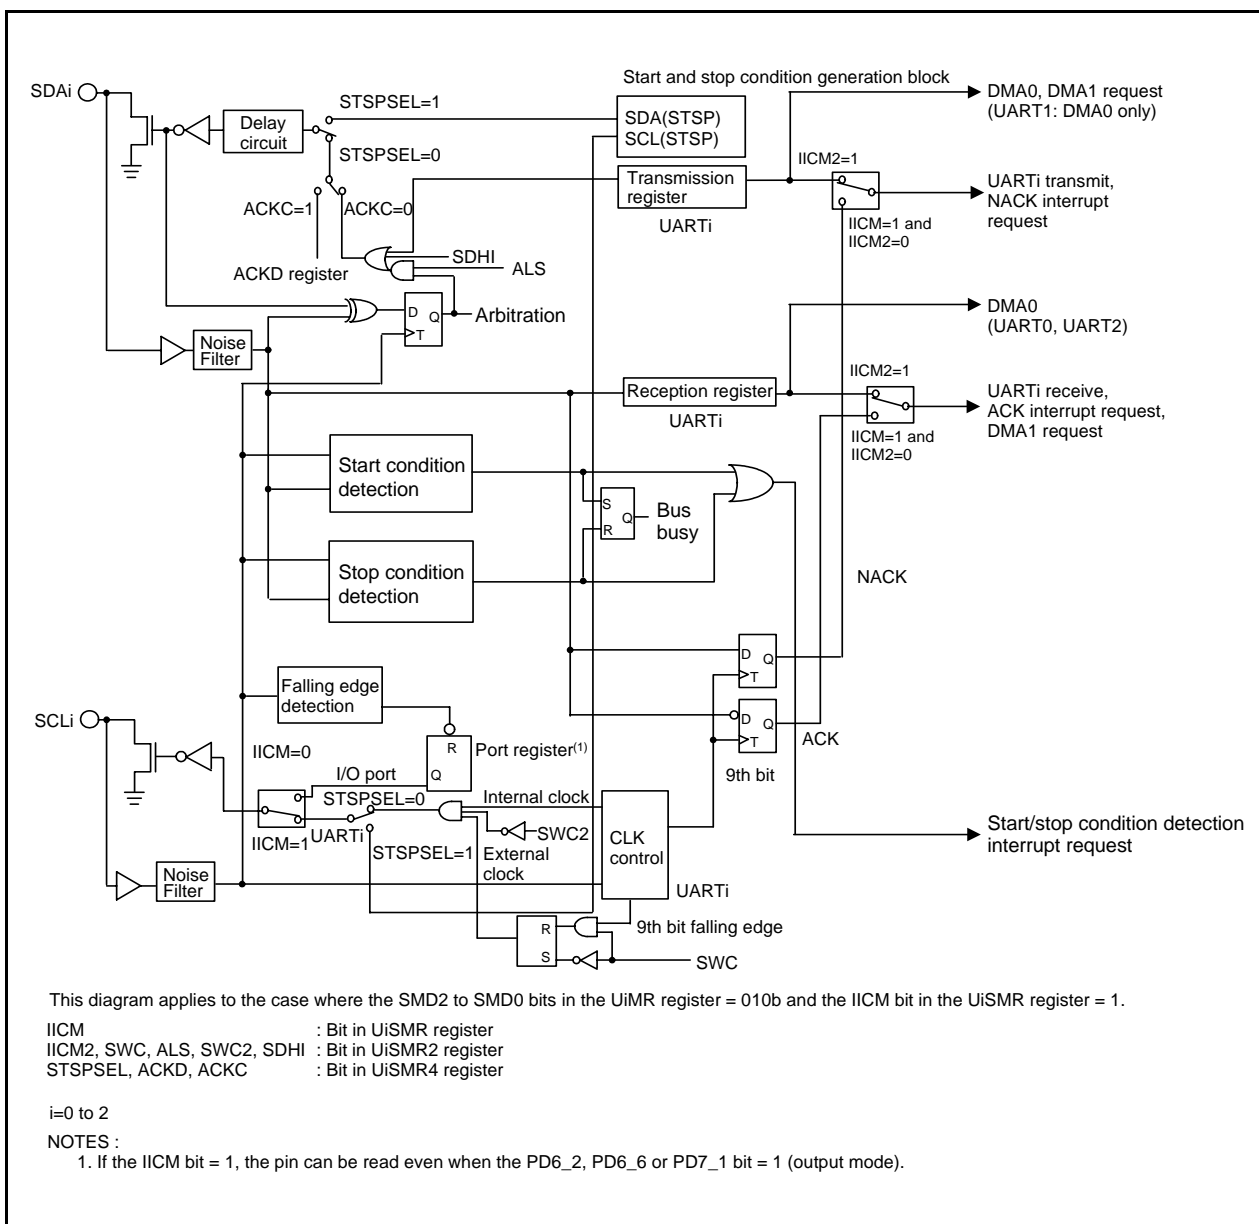 Start and stop condition generation block
SDAi
STSPSEL=1
Delay
circuit
STSPSEL=0
SDA(STSP)
SCL(STSP)
DMA0, DMA1 request
(UART1: DMA0 only)
IICM2=1
Transmission
register
UARTi
UARTi transmit,
NACK interrupt
request
IICM=1 and
IICM2=0
ACKC=1
ACKC=0
ACKD register
SDHI
ALS
D
Q
T
Arbitration
Noise
Filter
DMA0
(UART0, UART2)
IICM2=1
Reception register
UARTi
UARTi receive,
ACK interrupt request,
DMA1 request
IICM=1 and
IICM2=0
Start condition
detection
S
Q
R
Bus
busy
Stop condition
detection
NACK
D
Q
T
Falling edge
detection
SCLi
D
Q
T
ACK
9th bit
R
Q
Port register(1)
IICM=0
I/O port
STSPSEL=0
Internal clock
IICM=1
UARTi
STSPSEL=1
SWC2
External
clock
CLK
control
UARTi
Start/stop condition detection
interrupt request
Noise
Filter
R
S
9th bit falling edge
SWC
This diagram applies to the case where the SMD2 to SMD0 bits in the UiMR register = 010b and the IICM bit in the UiSMR register = 1.
IICM : Bit in UiSMR register
IICM2, SWC, ALS, SWC2, SDHI : Bit in UiSMR2 register
STSPSEL, ACKD, ACKC : Bit in UiSMR4 register
i=0 to 2
NOTES :
1. If the IICM bit = 1, the pin can be read even when the PD6_2, PD6_6 or PD7_1 bit = 1 (output mode).